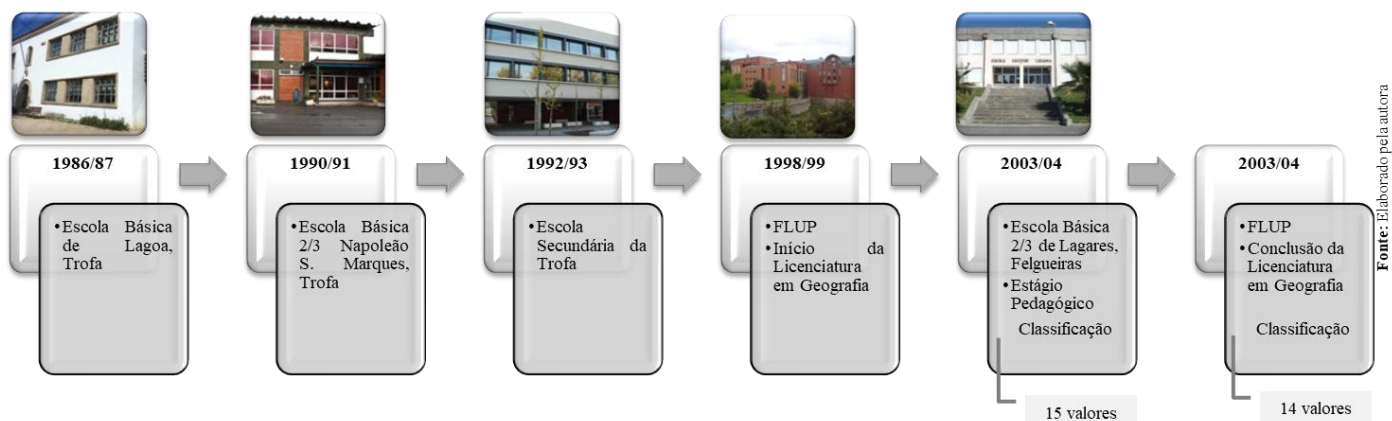 1986/87
•Escola Básica
de Lagoa,
Trofa
1990/91
•Escola Básica
2/3 Napoleão
S. Marques,
Trofa
1992/93
•Escola
Secundária da
Trofa
1998/99
•FLUP
•Início da
Licenciatura
em Geografia
2003/04
•Escola Básica
2/3 de Lagares,
Felgueiras
•Estágio
Pedagógico
Classificação
15 valores
2003/04
•FLUP
•Conclusão da
Licenciatura
em Geografia
Classificação
14 valores
Fonte: Elaborado pela autora